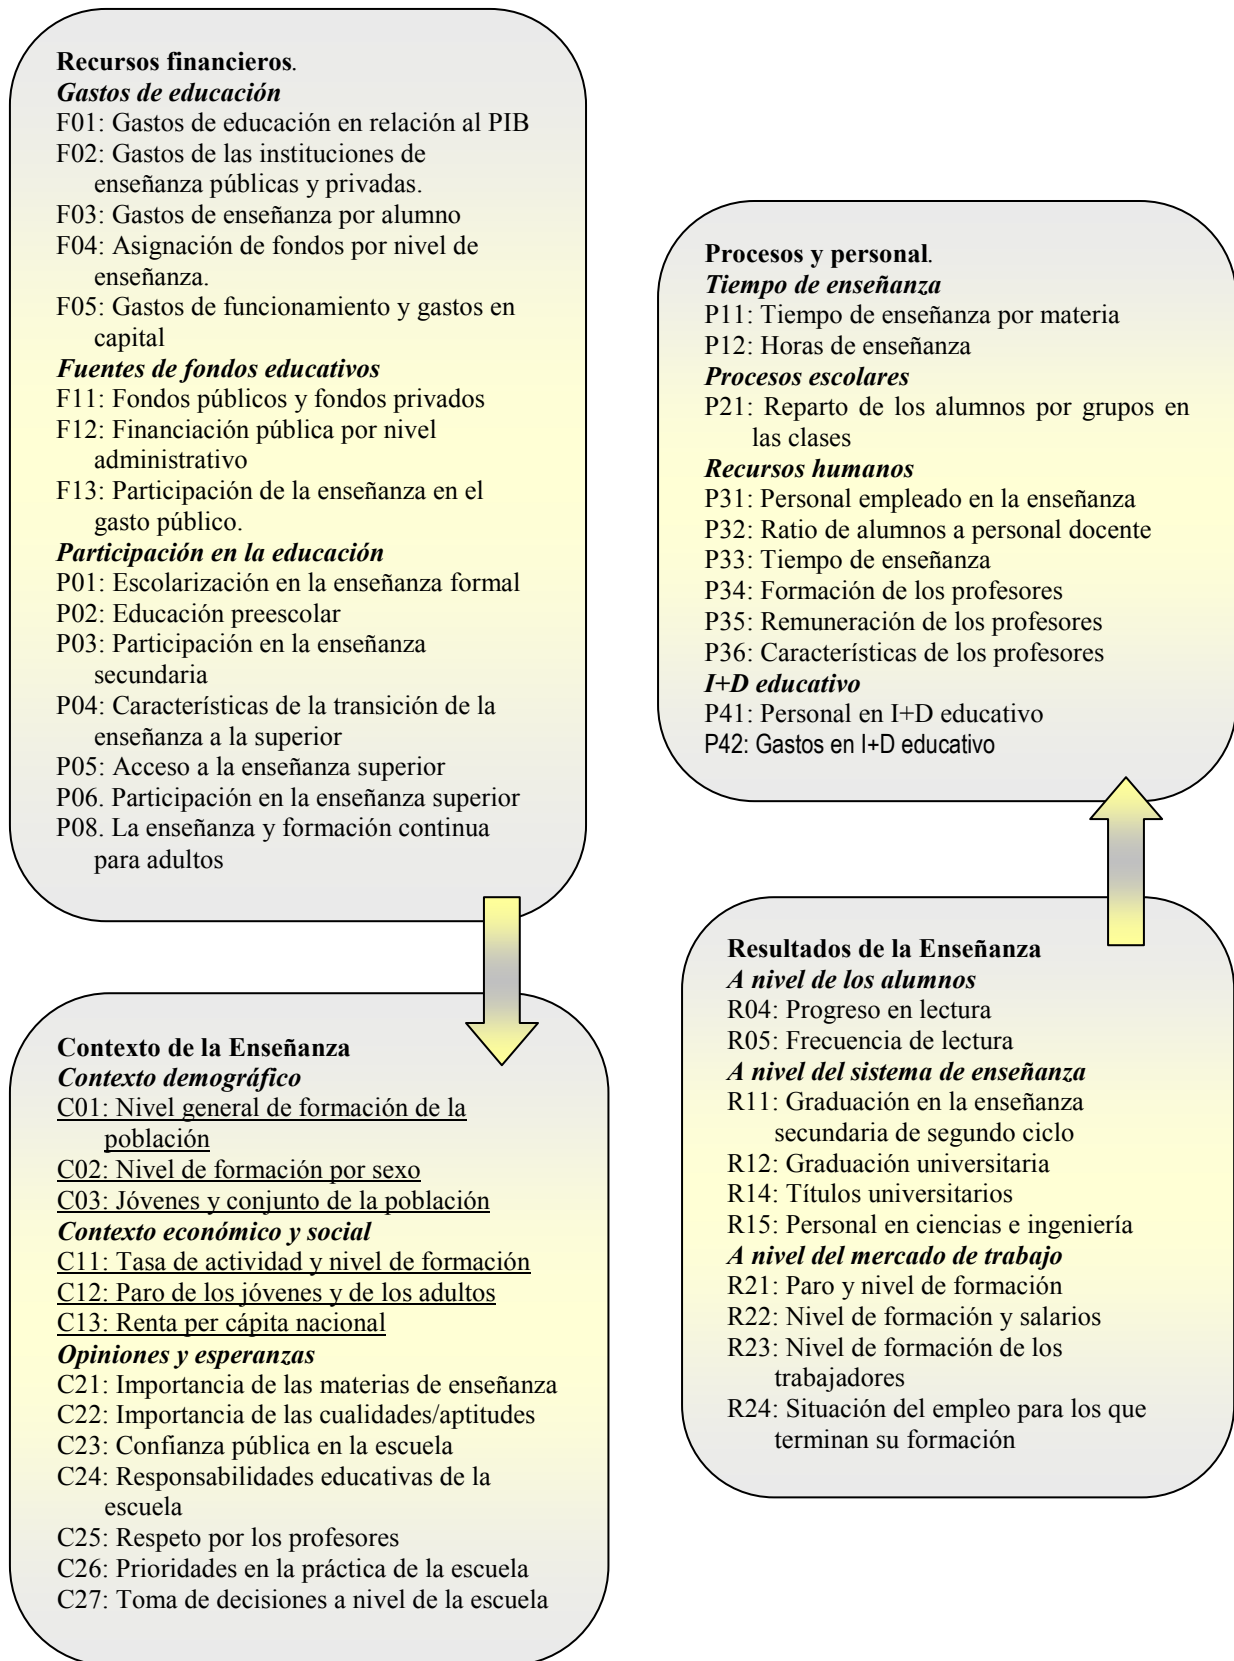 Recursos financieros.
Gastos de educación
F01: Gastos de educación en relación al PIB
F02: Gastos de las instituciones de
enseñanza públicas y privadas.
F03: Gastos de enseñanza por alumno
F04: Asignación de fondos por nivel de
enseñanza.
F05: Gastos de funcionamiento y gastos en
capital
Fuentes de fondos educativos
F11: Fondos públicos y fondos privados
F12: Financiación pública por nivel
administrativo
F13: Participación de la enseñanza en el
gasto público.
Participación en la educación
P01: Escolarización en la enseñanza formal
P02: Educación preescolar
P03: Participación en la enseñanza
secundaria
P04: Características de la transición de la
enseñanza a la superior
P05: Acceso a la enseñanza superior
P06. Participación en la enseñanza superior
P08. La enseñanza y formación continua
para adultos
Contexto de la Enseñanza
Contexto demográfico
C01: Nivel general de formación de la
población
C02: Nivel de formación por sexo
C03: Jóvenes y conjunto de la población
Contexto económico y social
C11: Tasa de actividad y nivel de formación
C12: Paro de los jóvenes y de los adultos
C13: Renta per cápita nacional
Opiniones y esperanzas
C21: Importancia de las materias de enseñanza
C22: Importancia de las cualidades/aptitudes
C23: Confianza pública en la escuela
C24: Responsabilidades educativas de la
escuela
C25: Respeto por los profesores
C26: Prioridades en la práctica de la escuela
C27: Toma de decisiones a nivel de la escuela
Procesos y personal.
Tiempo de enseñanza
P11: Tiempo de enseñanza por materia
P12: Horas de enseñanza
Procesos escolares
P21: Reparto de los alumnos por grupos en
las clases
Recursos humanos
P31: Personal empleado en la enseñanza
P32: Ratio de alumnos a personal docente
P33: Tiempo de enseñanza
P34: Formación de los profesores
P35: Remuneración de los profesores
P36: Características de los profesores
I+D educativo
P41: Personal en I+D educativo
P42: Gastos en I+D educativo
Resultados de la Enseñanza
A nivel de los alumnos
R04: Progreso en lectura
R05: Frecuencia de lectura
A nivel del sistema de enseñanza
R11: Graduación en la enseñanza
secundaria de segundo ciclo
R12: Graduación universitaria
R14: Títulos universitarios
R15: Personal en ciencias e ingeniería
A nivel del mercado de trabajo
R21: Paro y nivel de formación
R22: Nivel de formación y salarios
R23: Nivel de formación de los
trabajadores
R24: Situación del empleo para los que
terminan su formación